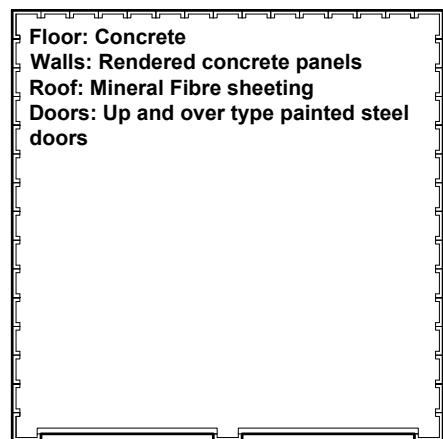 Floor: Concrete
Walls: Rendered concrete panels
Roof: Mineral Fibre sheeting
Doors: Up and over type painted steel
doors